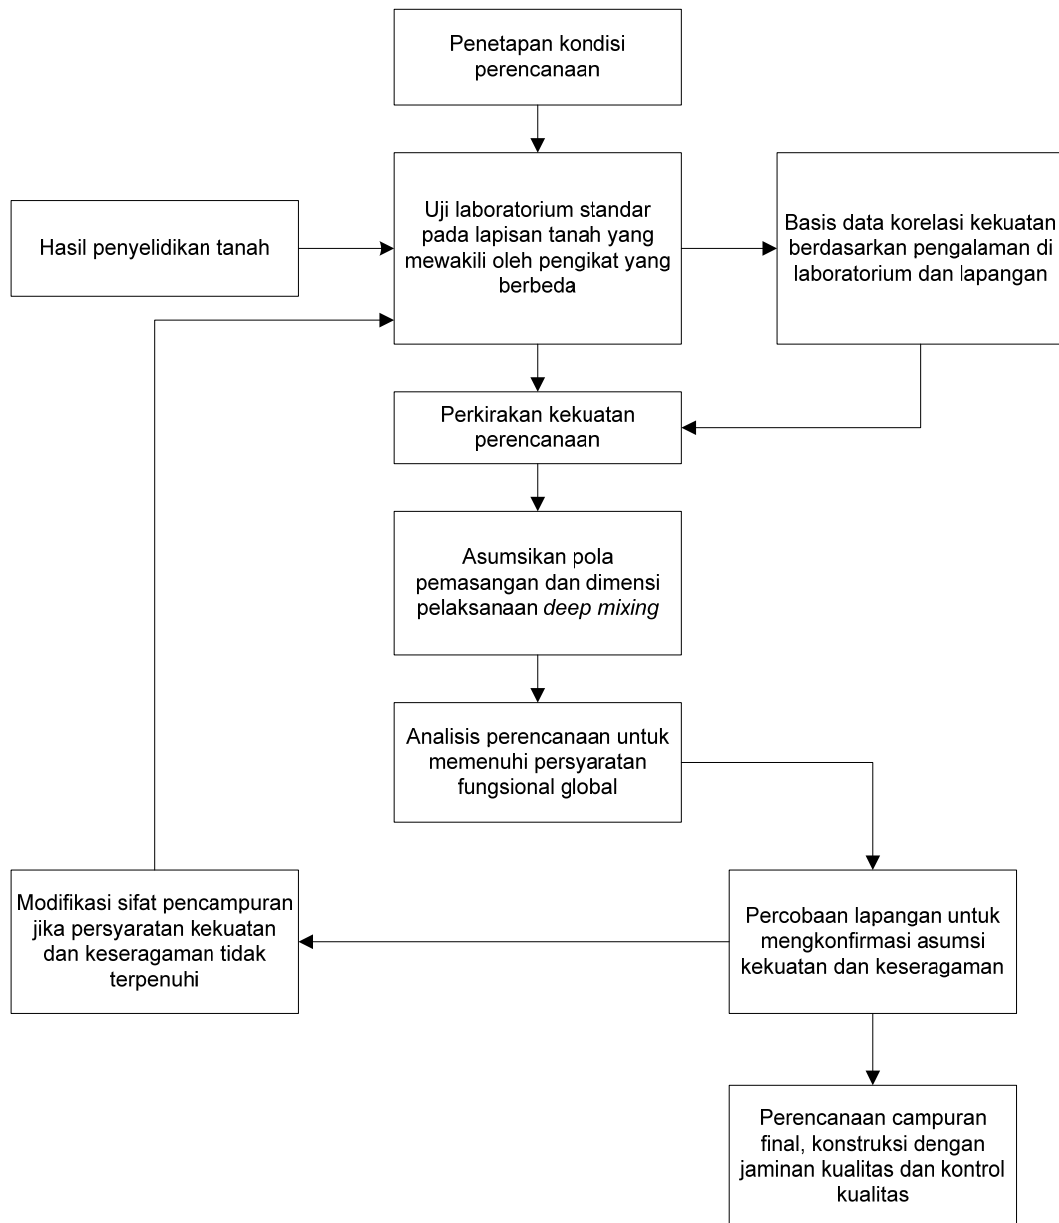 Penetapan kondisi
perencanaan
Hasil penyelidikan tanah
Uji laboratorium standar
pada lapisan tanah yang
mewakili oleh pengikat yang
berbeda
Basis data korelasi kekuatan
berdasarkan pengalaman di
laboratorium dan lapangan
Perkirakan kekuatan
perencanaan
Asumsikan pola
pemasangan dan dimensi
pelaksanaan deep mixing
Analisis perencanaan untuk
memenuhi persyaratan
fungsional global
Modifikasi sifat pencampuran
jika persyaratan kekuatan
dan keseragaman tidak
terpenuhi
Percobaan lapangan untuk
mengkonfirmasi asumsi
kekuatan dan keseragaman
Perencanaan campuran
final, konstruksi dengan
jaminan kualitas dan kontrol
kualitas